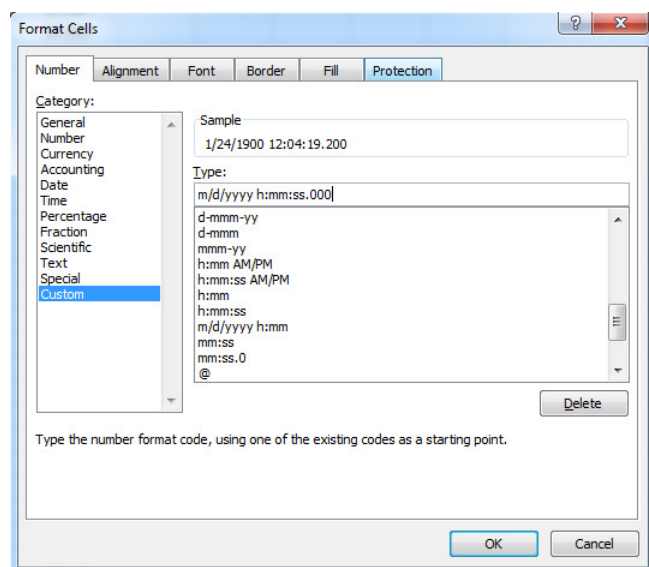 Format Cells
Number Alignment Font Border Fill Protection
Category:
General
Number
Currency
Accounting
Date
Time
Percentage
Fraction
Scientific
Text
Special
Custom
Sample
1/24/1900 12:04:19.200
Type:
m/d/yyyy h:mm:ss.000
d-mmm-yy
d-mmm
mmm-yy
h:mm AM/PM
h:mm:ss AM/PM
h:mm
h:mm:ss
m/d/yyyy h:mm
mm:ss
mm:ss.0
@
Delete
Type the number format code, using one of the existing codes as a starting point.
OK Cancel